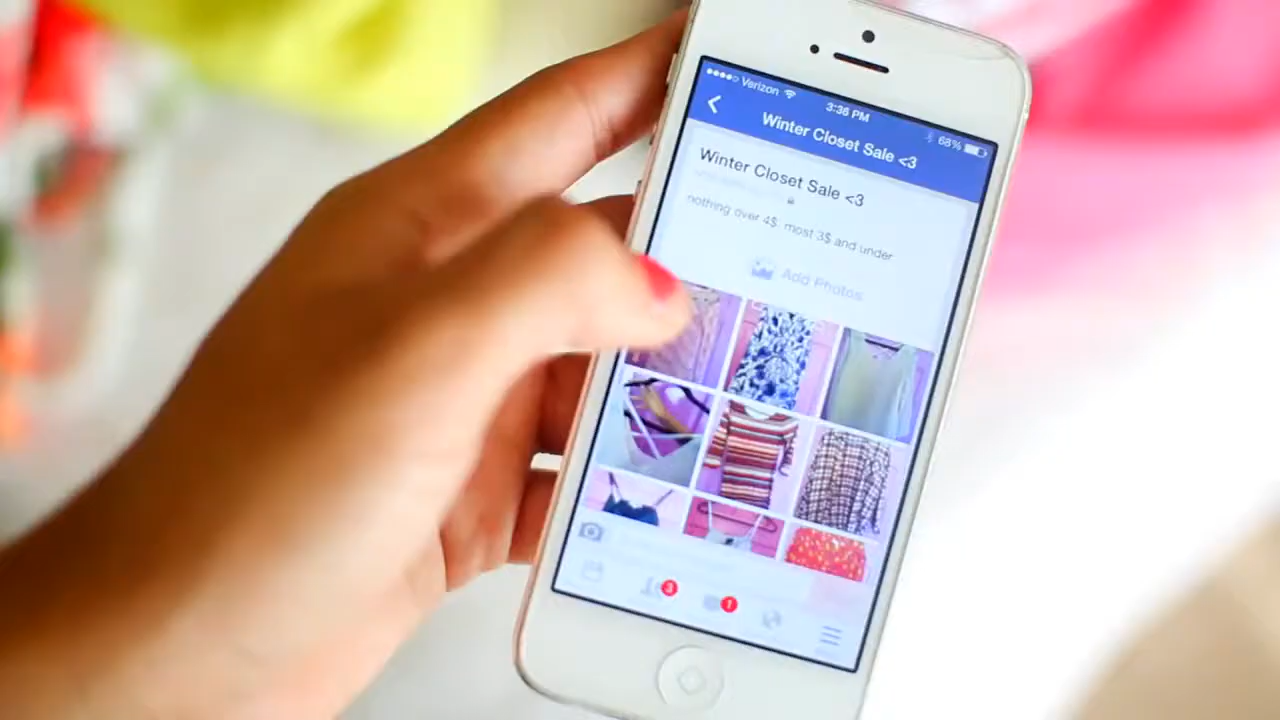 Verizon
3:36 PM
68%
Winter Closet Sale <3
Winter Closet Sale <3
nothing over 4$, most 3$ and under
Add Photos
3
1